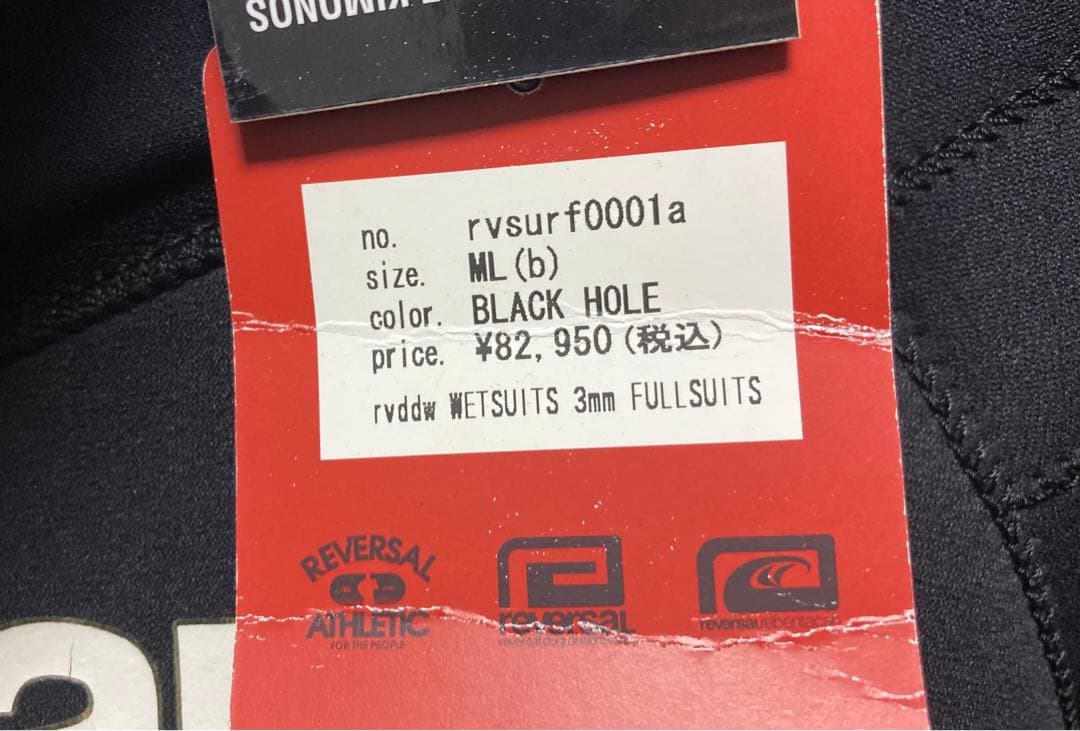 KIMONOS
no. rvsurf0001a
size. ML(b)
color. BLACK HOLE
price. ¥82,950(税込)
rvddw WETSUITS 3mm FULLSUITS
REVERSAL
ATHLETIC
FOR THE PEOPLE
reversal